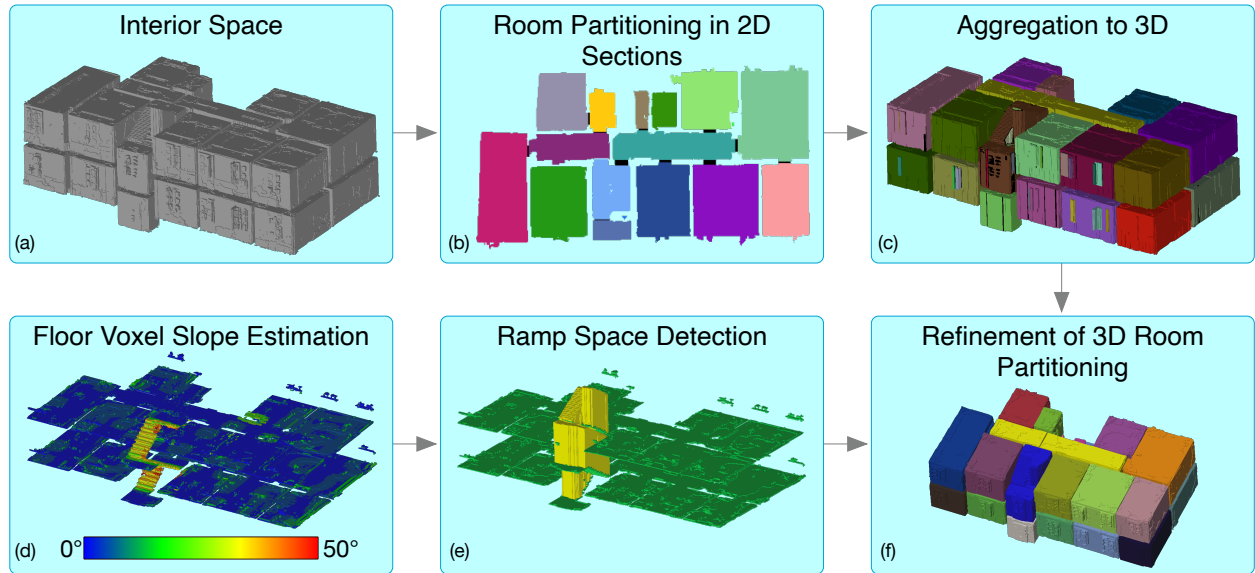 Interior Space
(a)
Room Partitioning in 2D
Sections
(b)
Aggregation to 3D
(c)
Floor Voxel Slope Estimation
(d)
0°
50°
Ramp Space Detection
(e)
Refinement of 3D Room
Partitioning
(f)